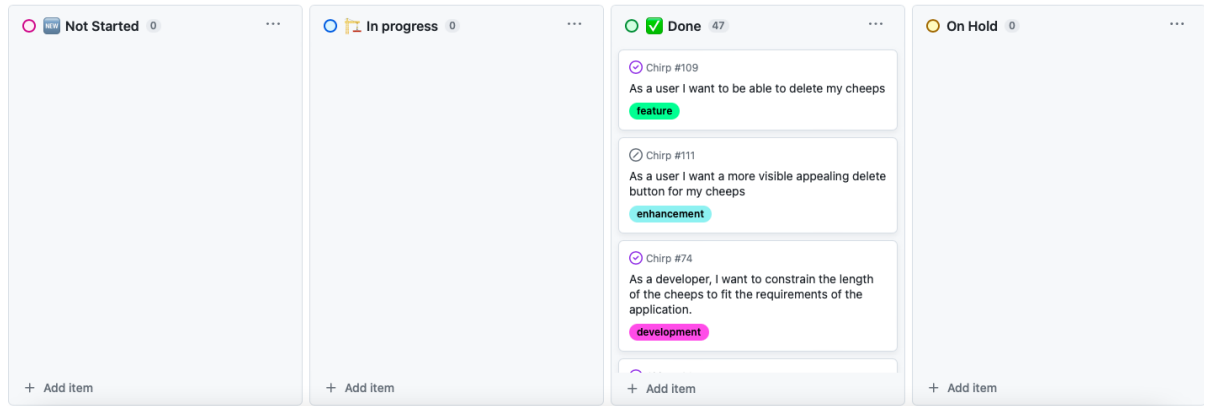 NEW Not Started 0
In progress 0
Done 47
On Hold 0
Chirp #109
As a user I want to be able to delete my cheeps
feature
Chirp #111
As a user I want a more visible appealing delete
button for my cheeps
enhancement
Chirp #74
As a developer, I want to constrain the length
of the cheeps to fit the requirements of the
application.
development
+ Add item
+ Add item
+ Add item
+ Add item